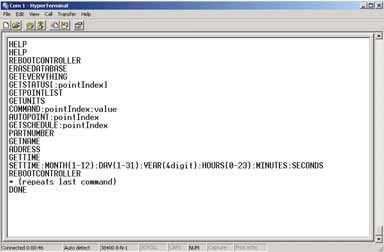 Com 1 - HyperTerminal
File Edit View Call Transfer Help
HELP
HELP
REBOOTCONTROLLER
ERASEDATABASE
GETEVERYTHING
GETSTATUS[:pointIndex]
GETPOINTLIST
GETUNITS
COMMAND:pointIndex:value
AUTOPOINT:pointIndex
GETSCHEDULE:pointIndex
PARTNUMBER
GETNAME
ADDRESS
GETTIME
SETTIME:MONTH(1-12):DAY(1-31):YEAR(4digit):HOURS(0-23):MINUTES:SECONDS
REBOOTCONTROLLER
* (repeats last command)
DONE
Connected 0:00:46 Auto detect 38400 8-N-1 SCROLL CAPS NUM Capture Print echo